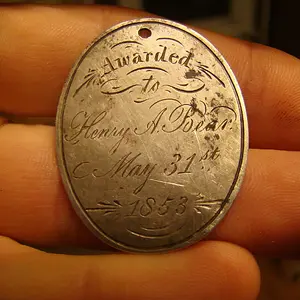 Awarded
to
Henry A. Bear
May 31st
1853